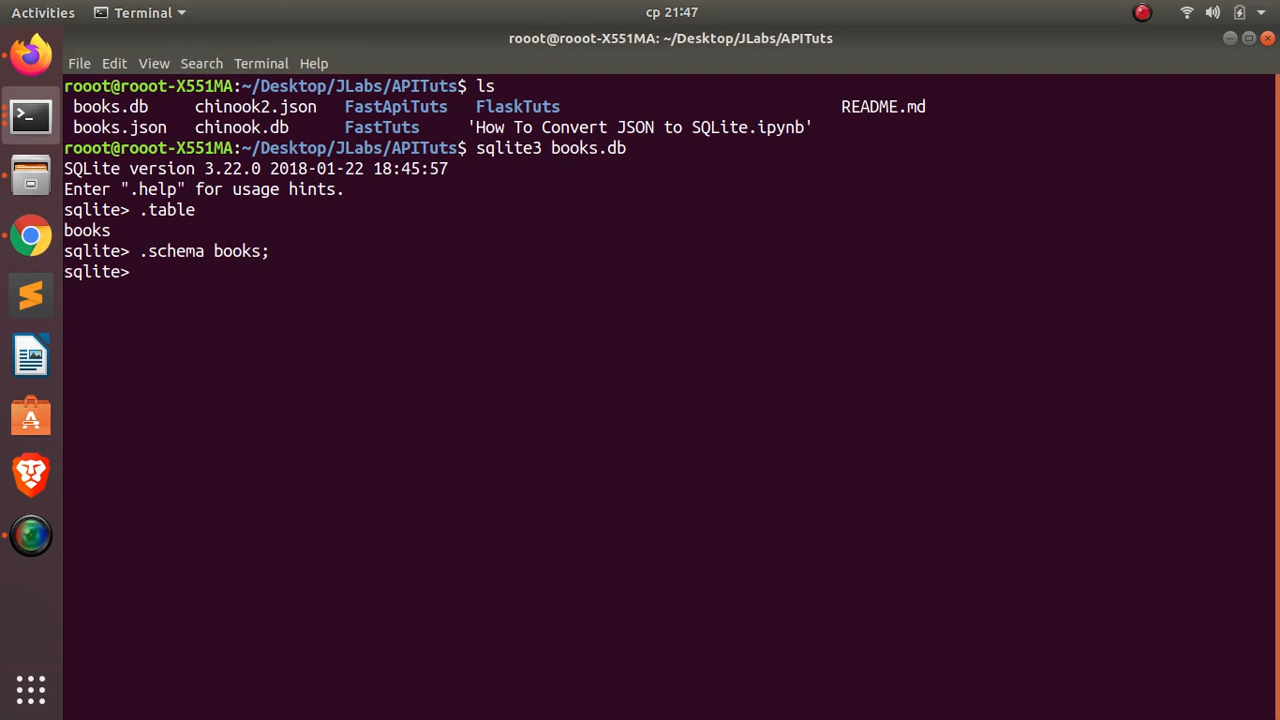 Activities Terminal ср 21:47
rooot@rooot-X551MA: ~/Desktop/JLabs/APITuts
File Edit View Search Terminal Help
rooot@rooot-X551MA:~/Desktop/JLabs/APITuts$ ls
books.db chinook2.json FastApiTuts FlaskTuts README.md
books.json chinook.db FastTuts 'How To Convert JSON to SQLite.ipynb'
rooot@rooot-X551MA:~/Desktop/JLabs/APITuts$ sqlite3 books.db
SQLite version 3.22.0 2018-01-22 18:45:57
Enter ".help" for usage hints.
sqlite> .table
books
sqlite> .schema books;
sqlite>